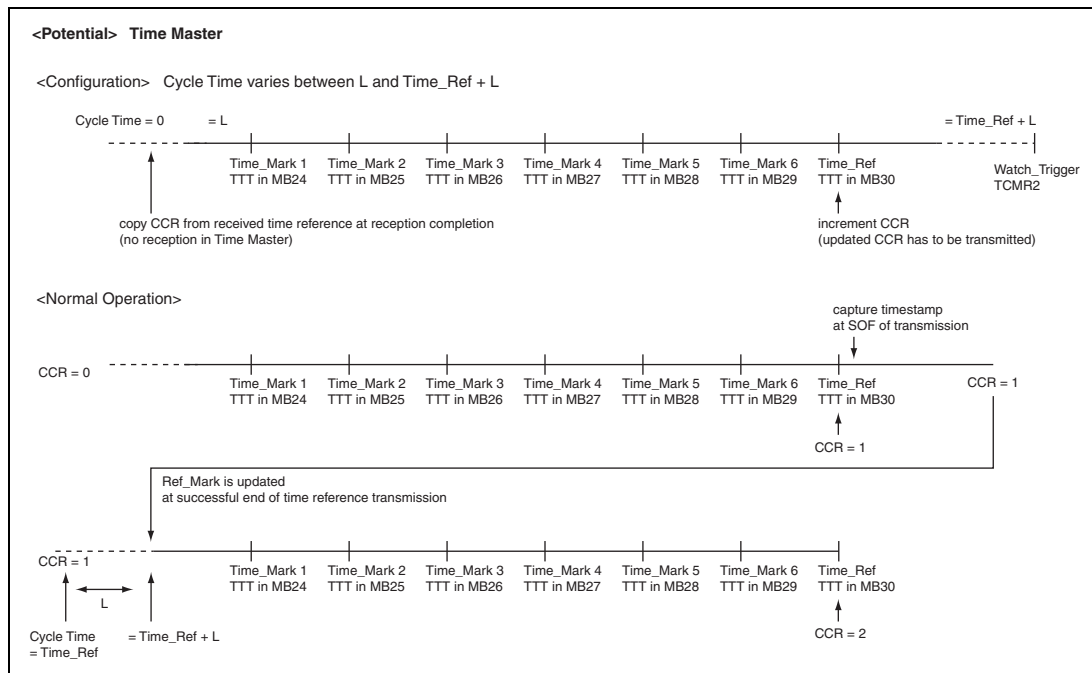 <Potential> Time Master
<Configuration> Cycle Time varies between L and Time_Ref + L
Cycle Time = 0 = L = Time_Ref + L
Time_Mark 1 Time_Mark 2 Time_Mark 3 Time_Mark 4 Time_Mark 5 Time_Mark 6 Time_Ref
TTT in MB24 TTT in MB25 TTT in MB26 TTT in MB27 TTT in MB28 TTT in MB29 TTT in MB30
Watch_Trigger
TCMR2
copy CCR from received time reference at reception completion
(no reception in Time Master)
increment CCR
(updated CCR has to be transmitted)
<Normal Operation>
capture timestamp
at SOF of transmission
CCR = 0
Time_Mark 1 Time_Mark 2 Time_Mark 3 Time_Mark 4 Time_Mark 5 Time_Mark 6 Time_Ref
TTT in MB24 TTT in MB25 TTT in MB26 TTT in MB27 TTT in MB28 TTT in MB29 TTT in MB30
CCR = 1
CCR = 1
Ref_Mark is updated
at successful end of time reference transmission
CCR = 1
Time_Mark 1 Time_Mark 2 Time_Mark 3 Time_Mark 4 Time_Mark 5 Time_Mark 6 Time_Ref
TTT in MB24 TTT in MB25 TTT in MB26 TTT in MB27 TTT in MB28 TTT in MB29 TTT in MB30
L
Cycle Time
= Time_Ref
= Time_Ref + L
CCR = 2